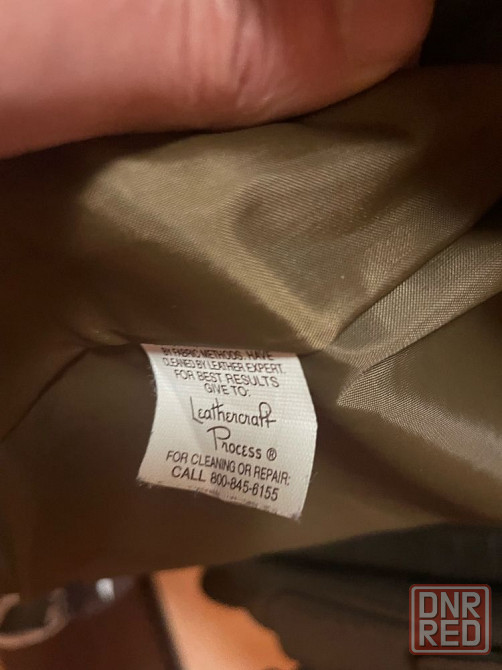 BY FABRIC METHODS. HAVE
CLEANED BY LEATHER EXPERT.
FOR BEST RESULTS
GIVE TO:
Leathercraft
Process ®
FOR CLEANING OR REPAIR:
CALL 800-845-6155
DNR
RED